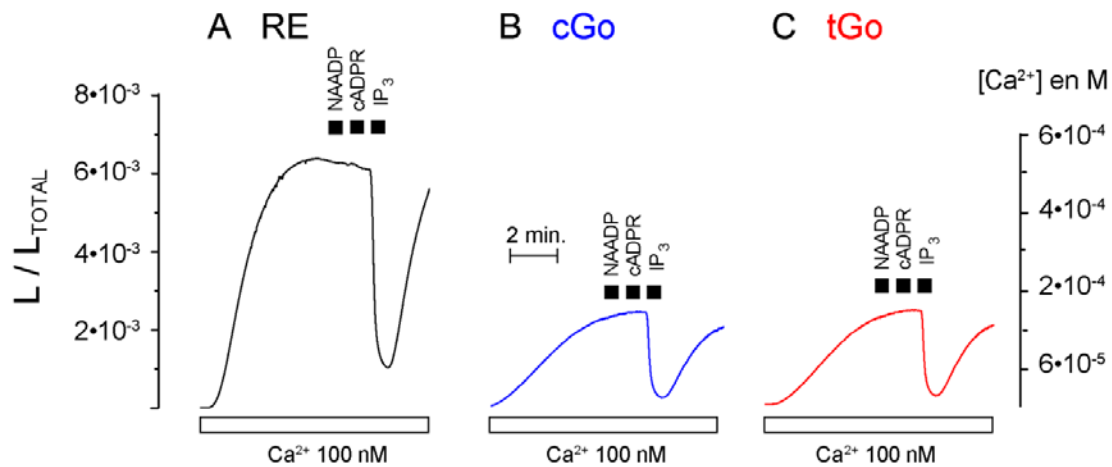 A RE
B cGo
C tGo
L / L_TOTAL
8•10⁻³
6•10⁻³
4•10⁻³
2•10⁻³
NAADP
cADPR
IP₃
Ca²⁺ 100 nM
2 min.
NAADP
cADPR
IP₃
Ca²⁺ 100 nM
NAADP
cADPR
IP₃
Ca²⁺ 100 nM
[Ca²⁺] en M
6•10⁻⁴
4•10⁻⁴
2•10⁻⁴
6•10⁻⁵